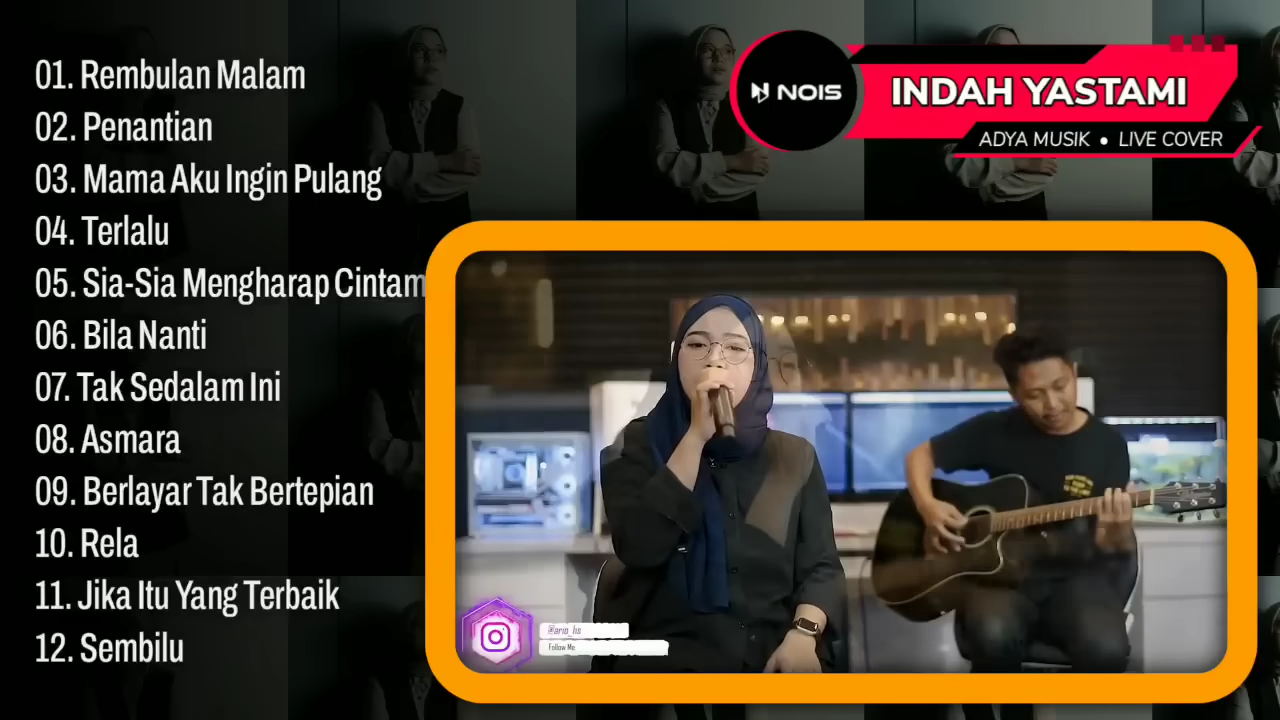 01. Rembulan Malam
02. Penantian
03. Mama Aku Ingin Pulang
04. Terlalu
05. Sia-Sia Mengharap Cintam
06. Bila Nanti
07. Tak Sedalam Ini
08. Asmara
09. Berlayar Tak Bertepian
10. Rela
11. Jika Itu Yang Terbaik
12. Sembilu
NOIS
INDAH YASTAMI
ADYA MUSIK • LIVE COVER
@ario_hs
Follow Me